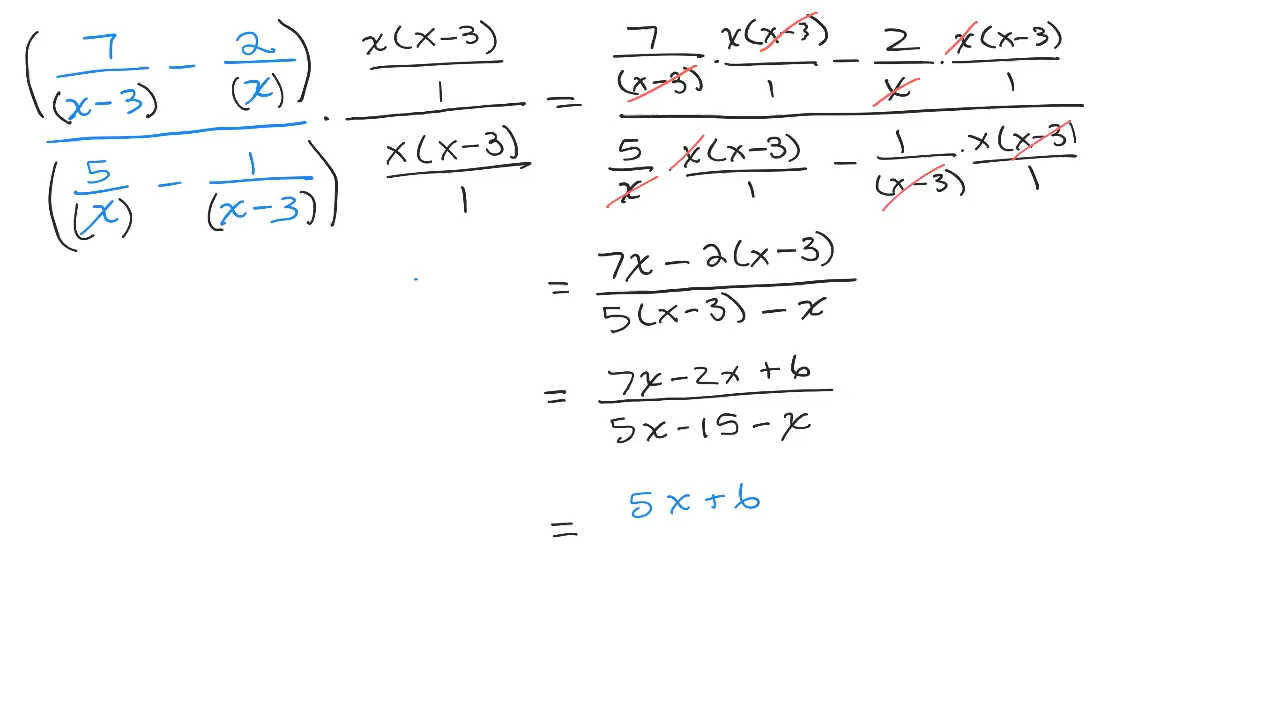 (7/(x-3) - 2/(x)) / (5/(x) - 1/(x-3)) · (x(x-3)/1) / (x(x-3)/1) = (7/(x-3) · x(x-3)/1 - 2/x · x(x-3)/1) / (5/x · x(x-3)/1 - 1/(x-3) · x(x-3)/1)
= (7x - 2(x-3)) / (5(x-3) - x)
= (7x - 2x + 6) / (5x - 15 - x)
= 5x + 6